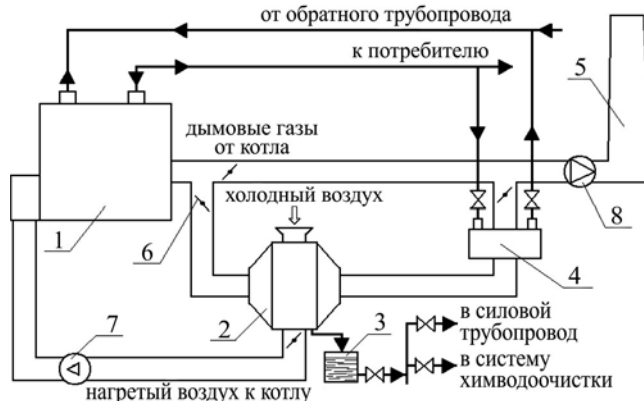 от обратного трубопровода
к потребителю
5
дымовые газы
от котла
холодный воздух
1
6
8
4
2
3
в силовой
трубопровод
7
в систему
химводоочистки
нагретый воздух к котлу